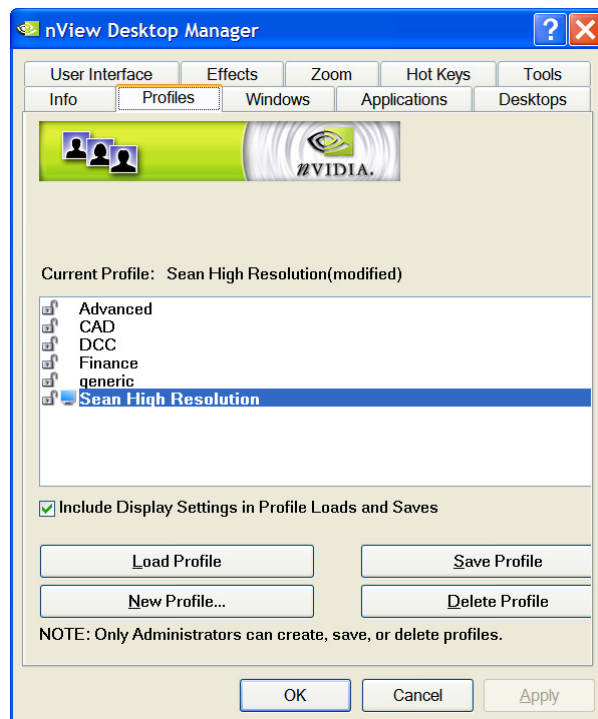 nView Desktop Manager
User Interface Effects Zoom Hot Keys Tools
Info Profiles Windows Applications Desktops
nVIDIA.
Current Profile: Sean High Resolution(modified)
Advanced
CAD
DCC
Finance
generic
Sean High Resolution
Include Display Settings in Profile Loads and Saves
Load Profile Save Profile
New Profile... Delete Profile
NOTE: Only Administrators can create, save, or delete profiles.
OK Cancel Apply